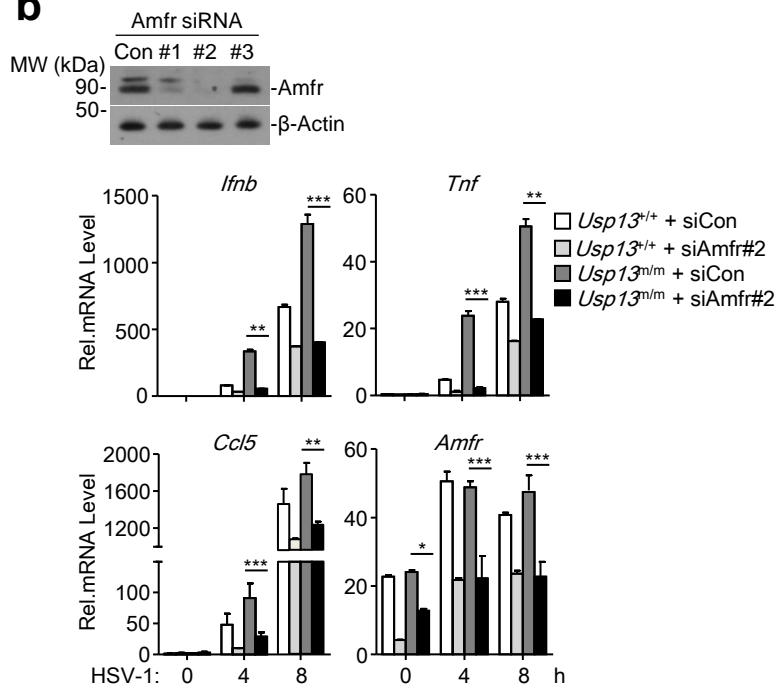 b
Amfr siRNA
Con #1 #2 #3
MW (kDa)
90-
-Amfr
50-
-β-Actin
Ifnb
Tnf
Rel.mRNA Level
1500
1000
500
0
**
***
60
40
20
0
***
**
Usp13+/+ + siCon
Usp13+/+ + siAmfr#2
Usp13m/m + siCon
Usp13m/m + siAmfr#2
Ccl5
Amfr
Rel.mRNA Level
2000
1600
1200
100
50
0
***
**
60
40
20
0
*
***
***
HSV-1: 0 4 8 0 4 8 h